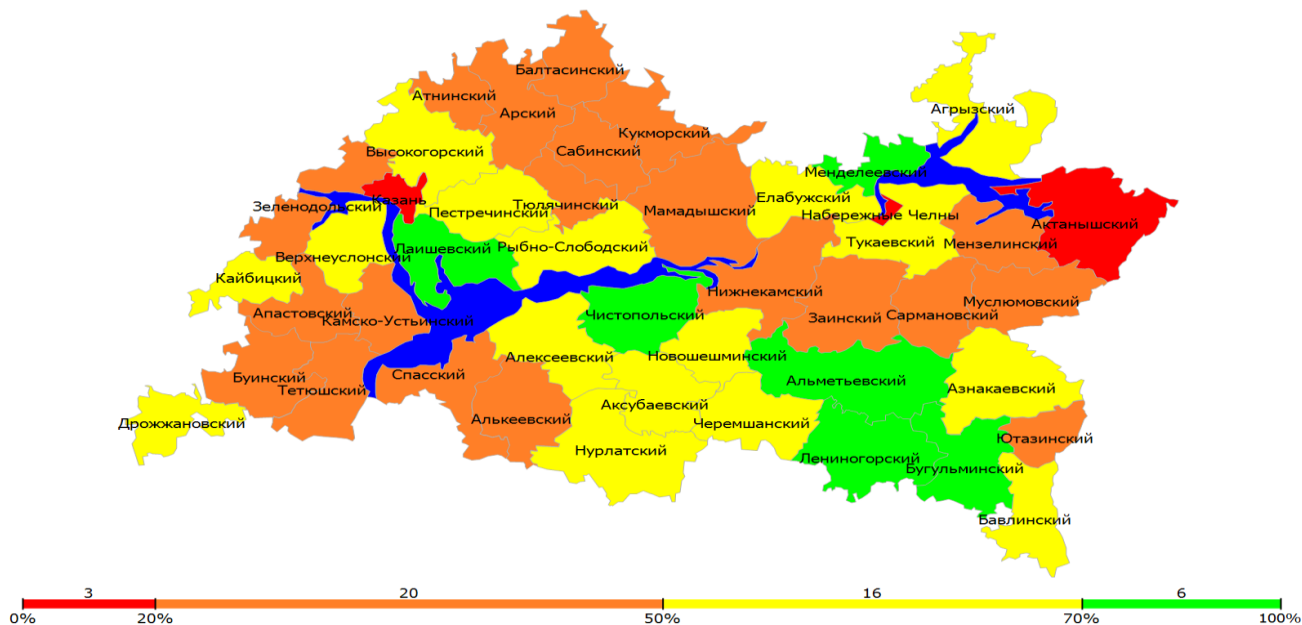 Балтасинский
Атнинский
Арский
Агрызский
Кукморский
Высокогорский
Сабинский
Менделеевский
Казань
Зеленодольский
Тюлячинский
Елабужский
Пестречинский
Мамадышский
Набережные Челны
Актанышский
Лаишевский
Рыбно-Слободский
Тукаевский
Мензелинский
Верхнеуслонский
Кайбицкий
Нижнекамский
Муслюмовский
Апастовский
Камско-Устьинский
Чистопольский
Заинский
Сармановский
Алексеевский
Новошешминский
Буинский
Тетюшский
Спасский
Альметьевский
Азнакаевский
Аксубаевский
Дрожжановский
Алькеевский
Черемшанский
Ютазинский
Нурлатский
Лениногорский
Бугульминский
Бавлинский
3 20 16 6
0% 20% 50% 70% 100%